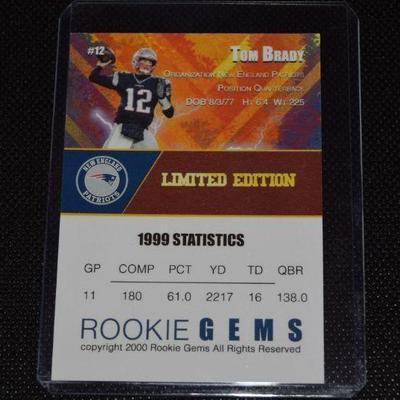 #12
TOM BRADY
ORGANIZATION NEW ENGLAND PATRIOTS
POSITION QUARTERBACK
DOB 8/3/77 HT 6'4 WT 225
12
NEW ENGLAND
PATRIOTS
LIMITED EDITION
1999 STATISTICS
GP COMP PCT YD TD QBR
11 180 61.0 2217 16 138.0
ROOKIE GEMS
copyright 2000 Rookie Gems All Rights Reserved